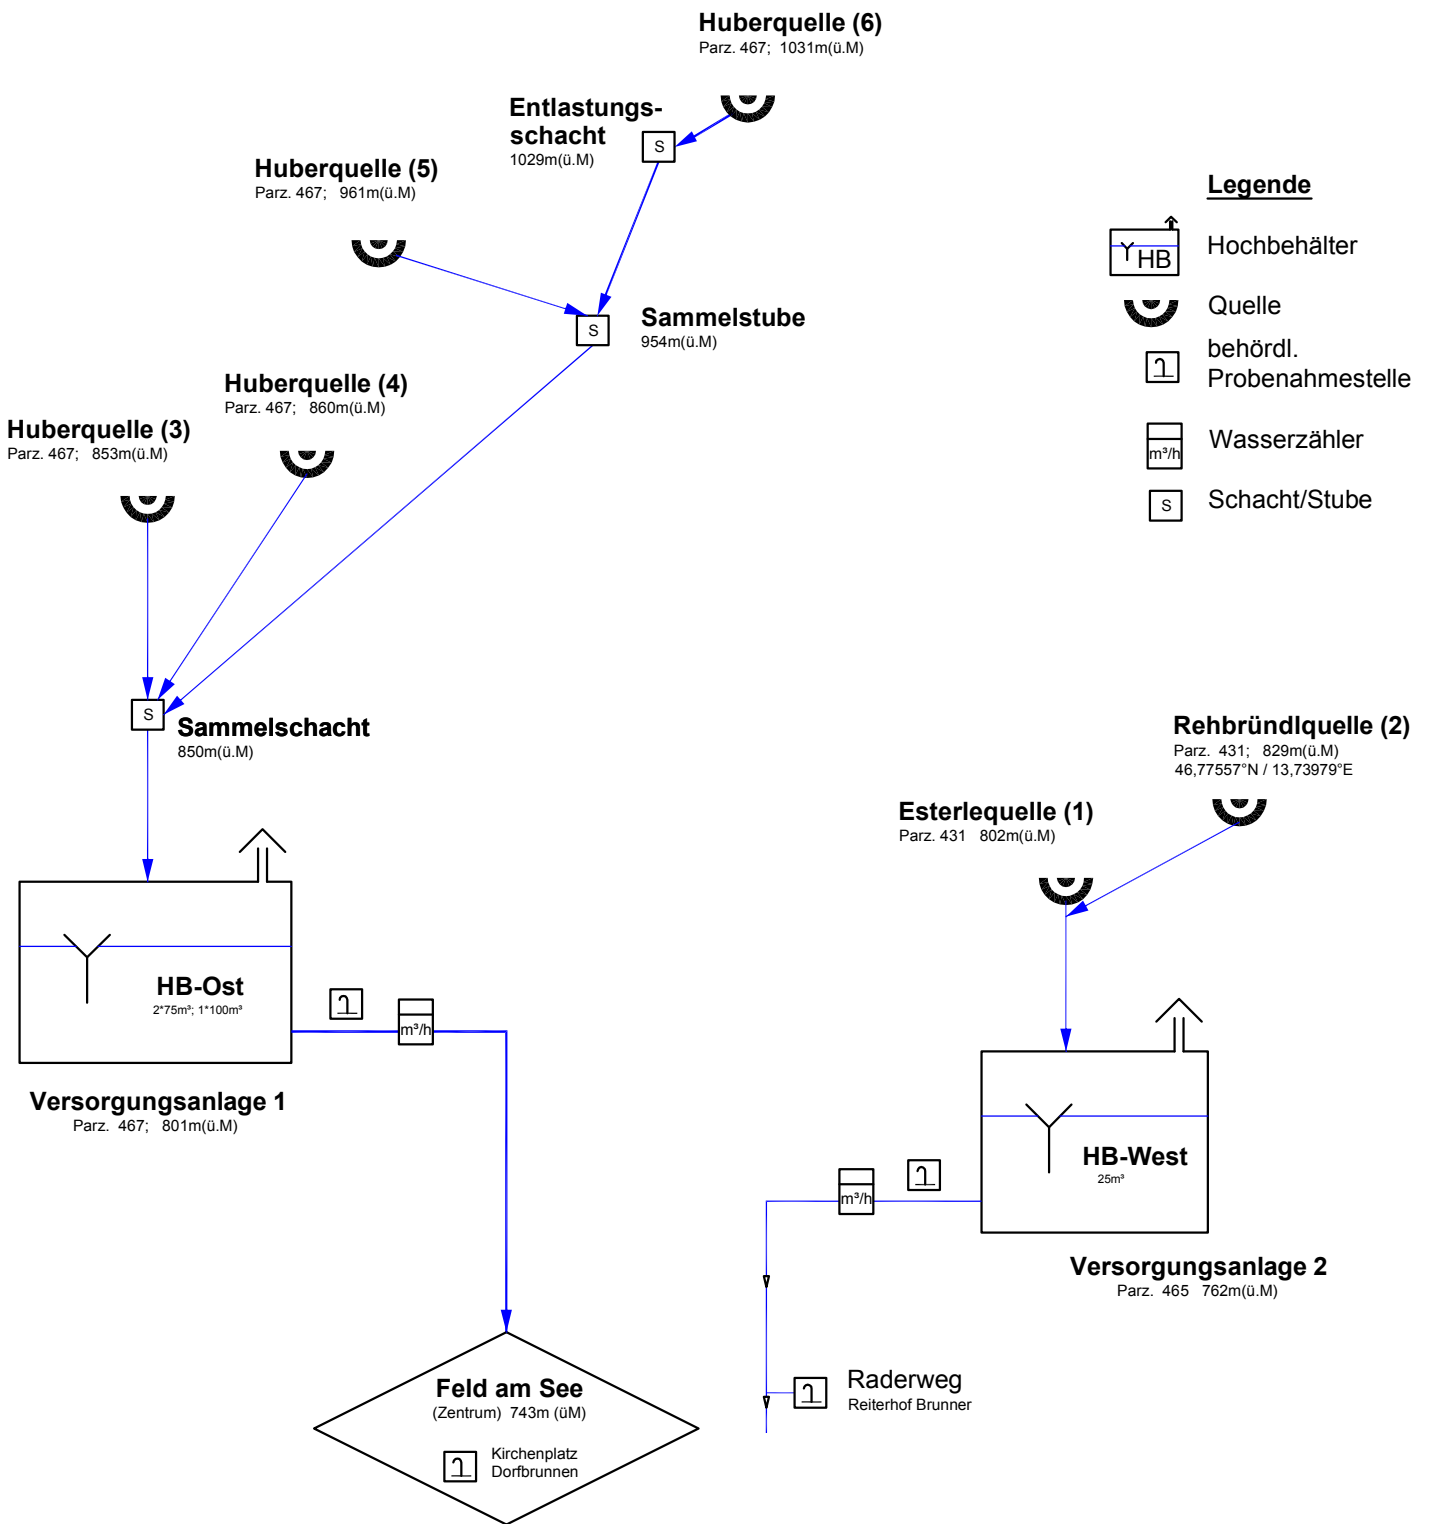 Huberquelle (6)
Parz. 467; 1031m(ü.M)
Entlastungs-
schacht
1029m(ü.M)
S
Huberquelle (5)
Parz. 467; 961m(ü.M)
Legende
HB
Hochbehälter
Quelle
behördl.
Probenahmestelle
m³/h
Wasserzähler
S
Schacht/Stube
S
Sammelstube
954m(ü.M)
Huberquelle (4)
Parz. 467; 860m(ü.M)
Huberquelle (3)
Parz. 467; 853m(ü.M)
S
Sammelschacht
850m(ü.M)
Rehbründlquelle (2)
Parz. 431; 829m(ü.M)
46,77557°N / 13,73979°E
Esterlequelle (1)
Parz. 431 802m(ü.M)
HB-Ost
2*75m³; 1*100m³
m³/h
Versorgungsanlage 1
Parz. 467; 801m(ü.M)
HB-West
25m³
m³/h
Versorgungsanlage 2
Parz. 465 762m(ü.M)
Feld am See
(Zentrum) 743m (üM)
Kirchenplatz
Dorfbrunnen
Raderweg
Reiterhof Brunner